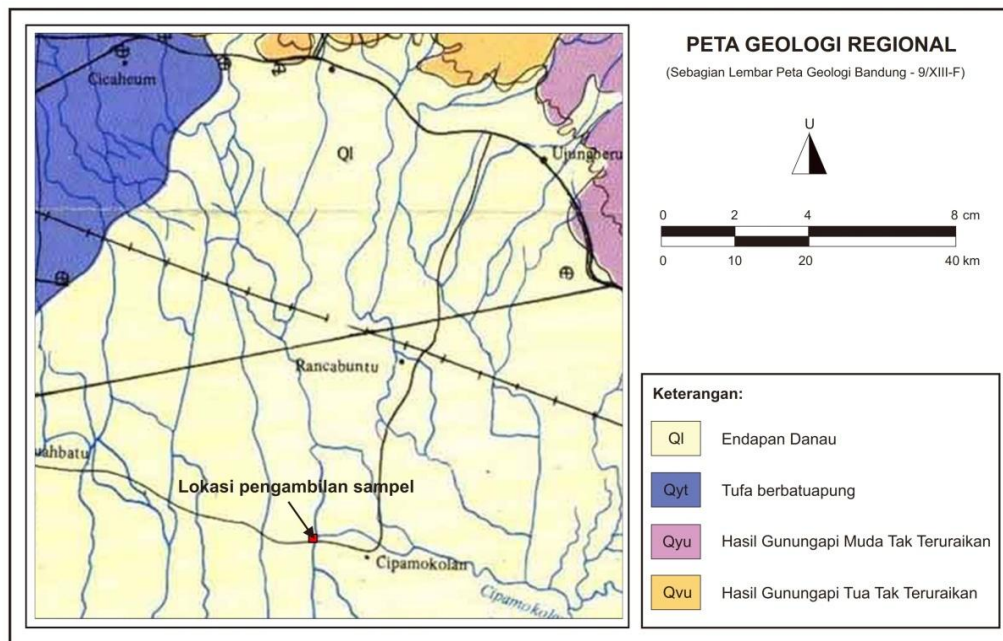 PETA GEOLOGI REGIONAL
(Sebagian Lembar Peta Geologi Bandung - 9/XIII-F)
U
0 2 4 8 cm
0 10 20 40 km
Keterangan:
Ql Endapan Danau
Qyt Tufa berbatuapung
Qyu Hasil Gunungapi Muda Tak Teruraikan
Qvu Hasil Gunungapi Tua Tak Teruraikan
Cicaheum
Ql
Ujungberu
Rancabuntu
uahbatu
Lokasi pengambilan sampel
Cipamokolan
Cipamokolan